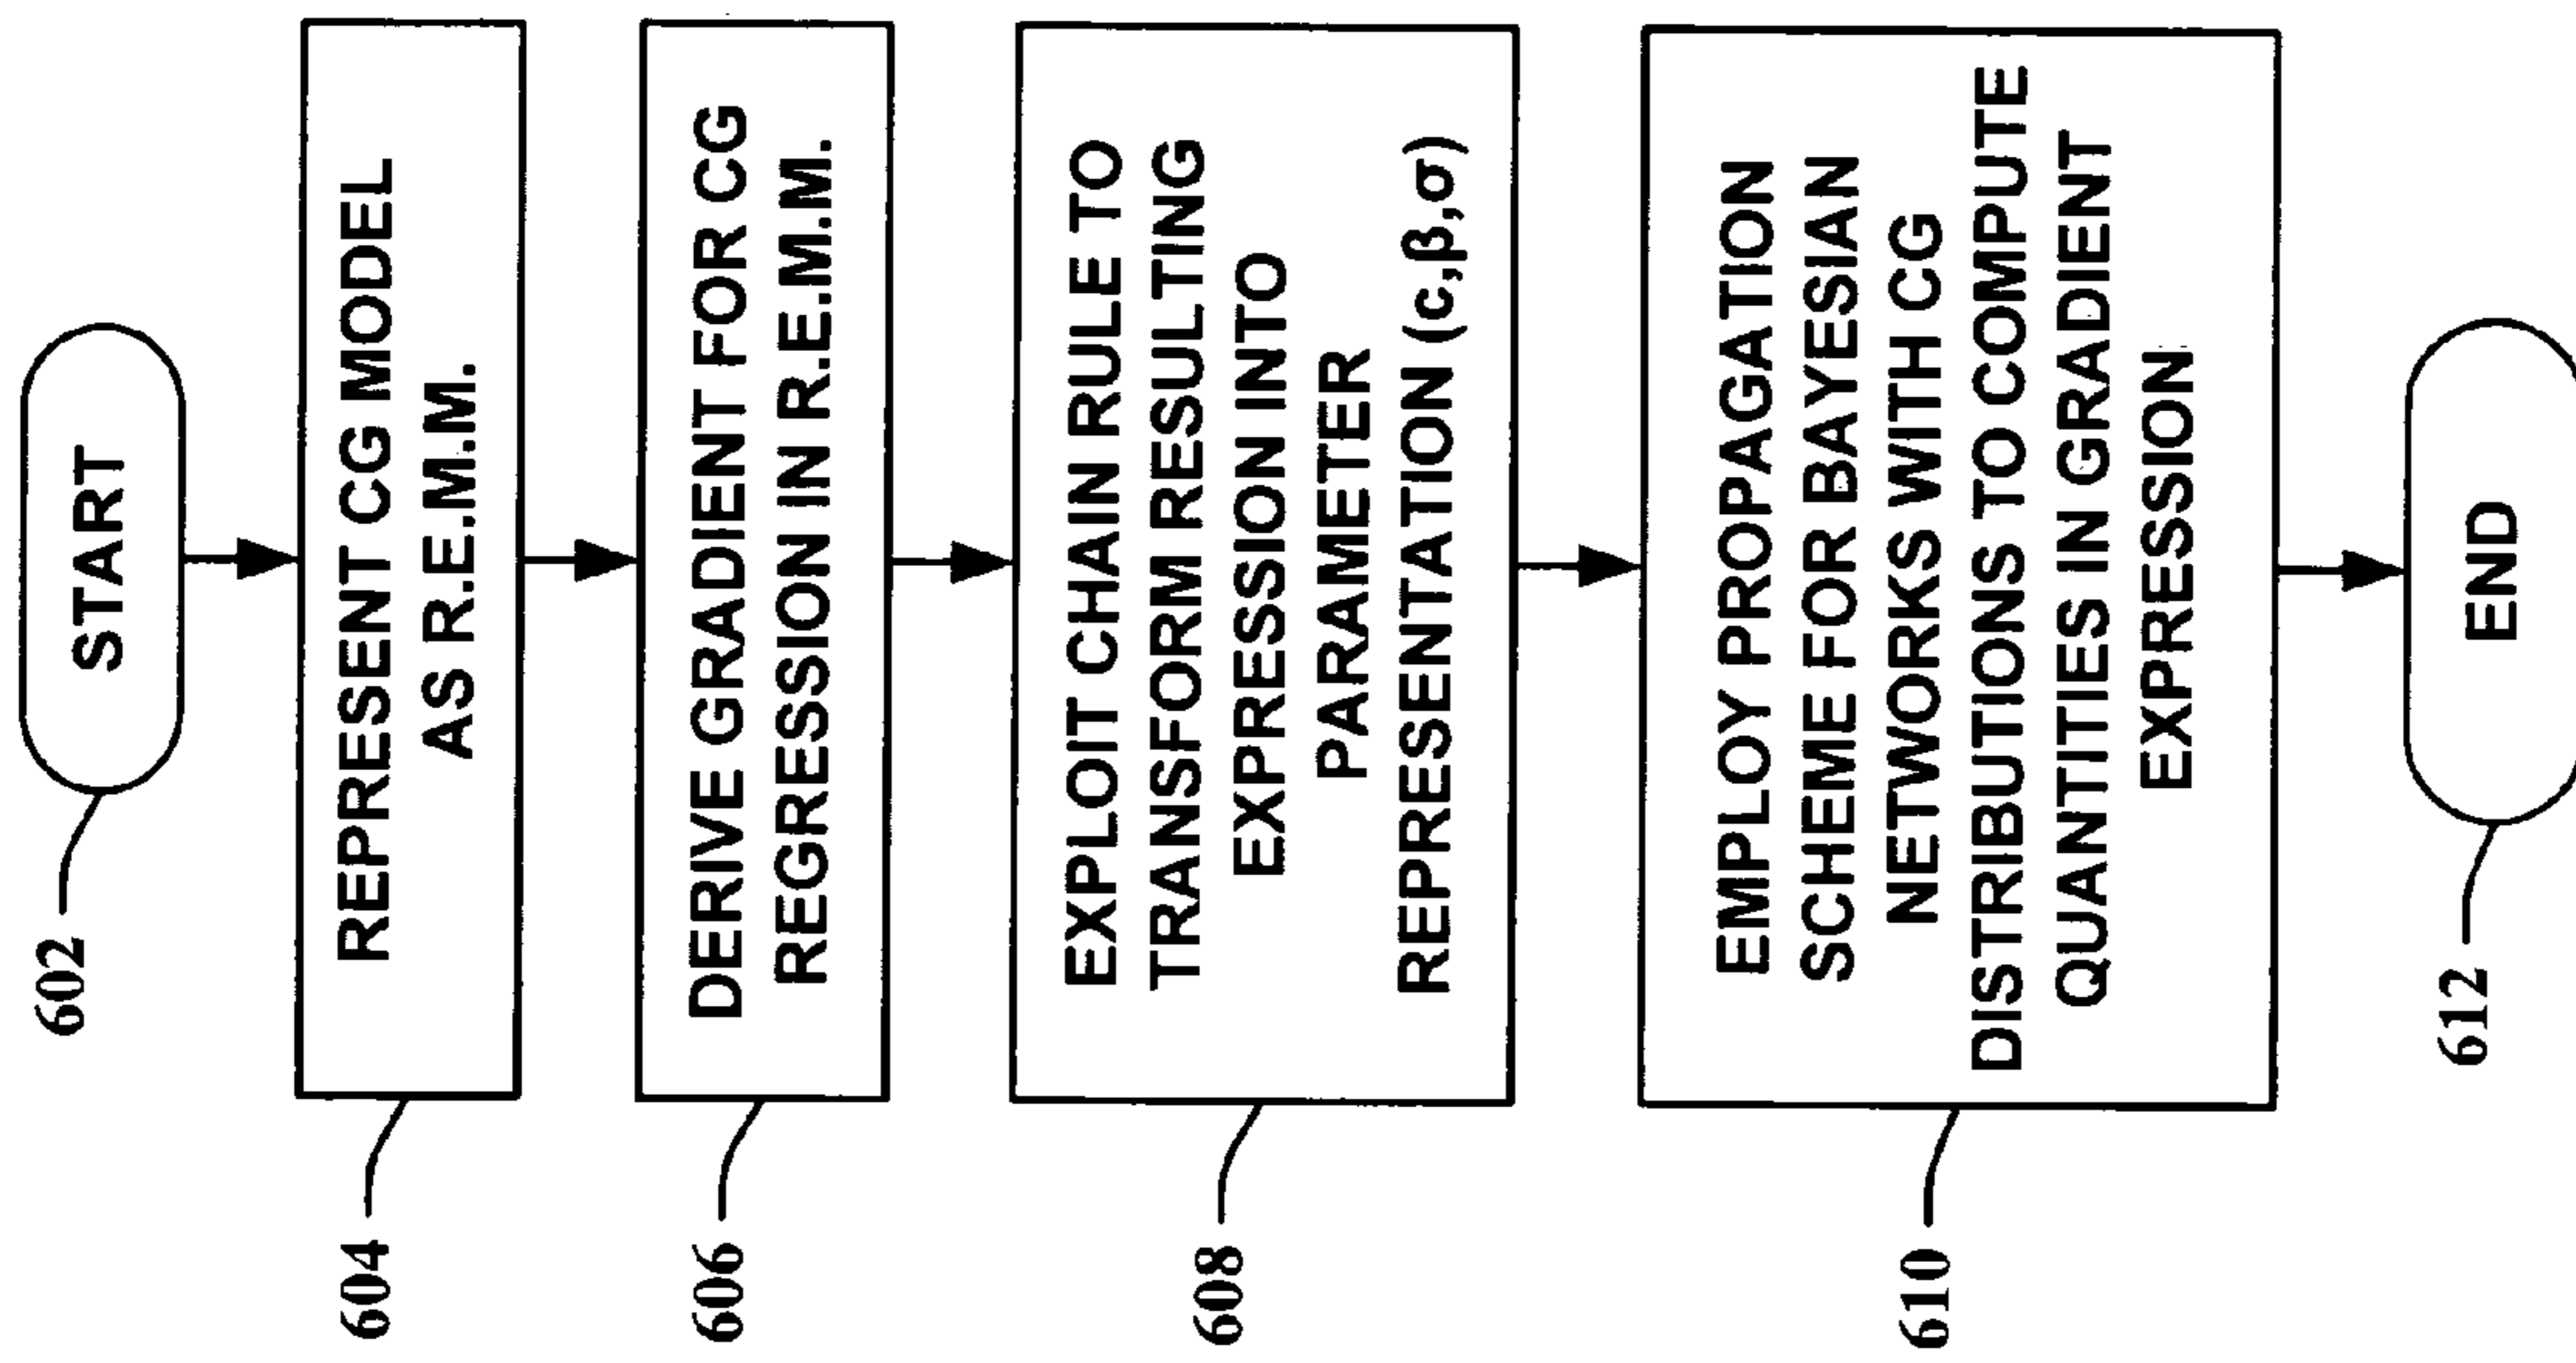 602
START
604
REPRESENT CG MODEL
AS R.E.M.M.
606
DERIVE GRADIENT FOR CG
REGRESSION IN R.E.M.M.
608
EXPLOIT CHAIN RULE TO
TRANSFORM RESULTING
EXPRESSION INTO
PARAMETER
REPRESENTATION (c,β,σ)
610
EMPLOY PROPAGATION
SCHEME FOR BAYESIAN
NETWORKS WITH CG
DISTRIBUTIONS TO COMPUTE
QUANTITIES IN GRADIENT
EXPRESSION
612
END